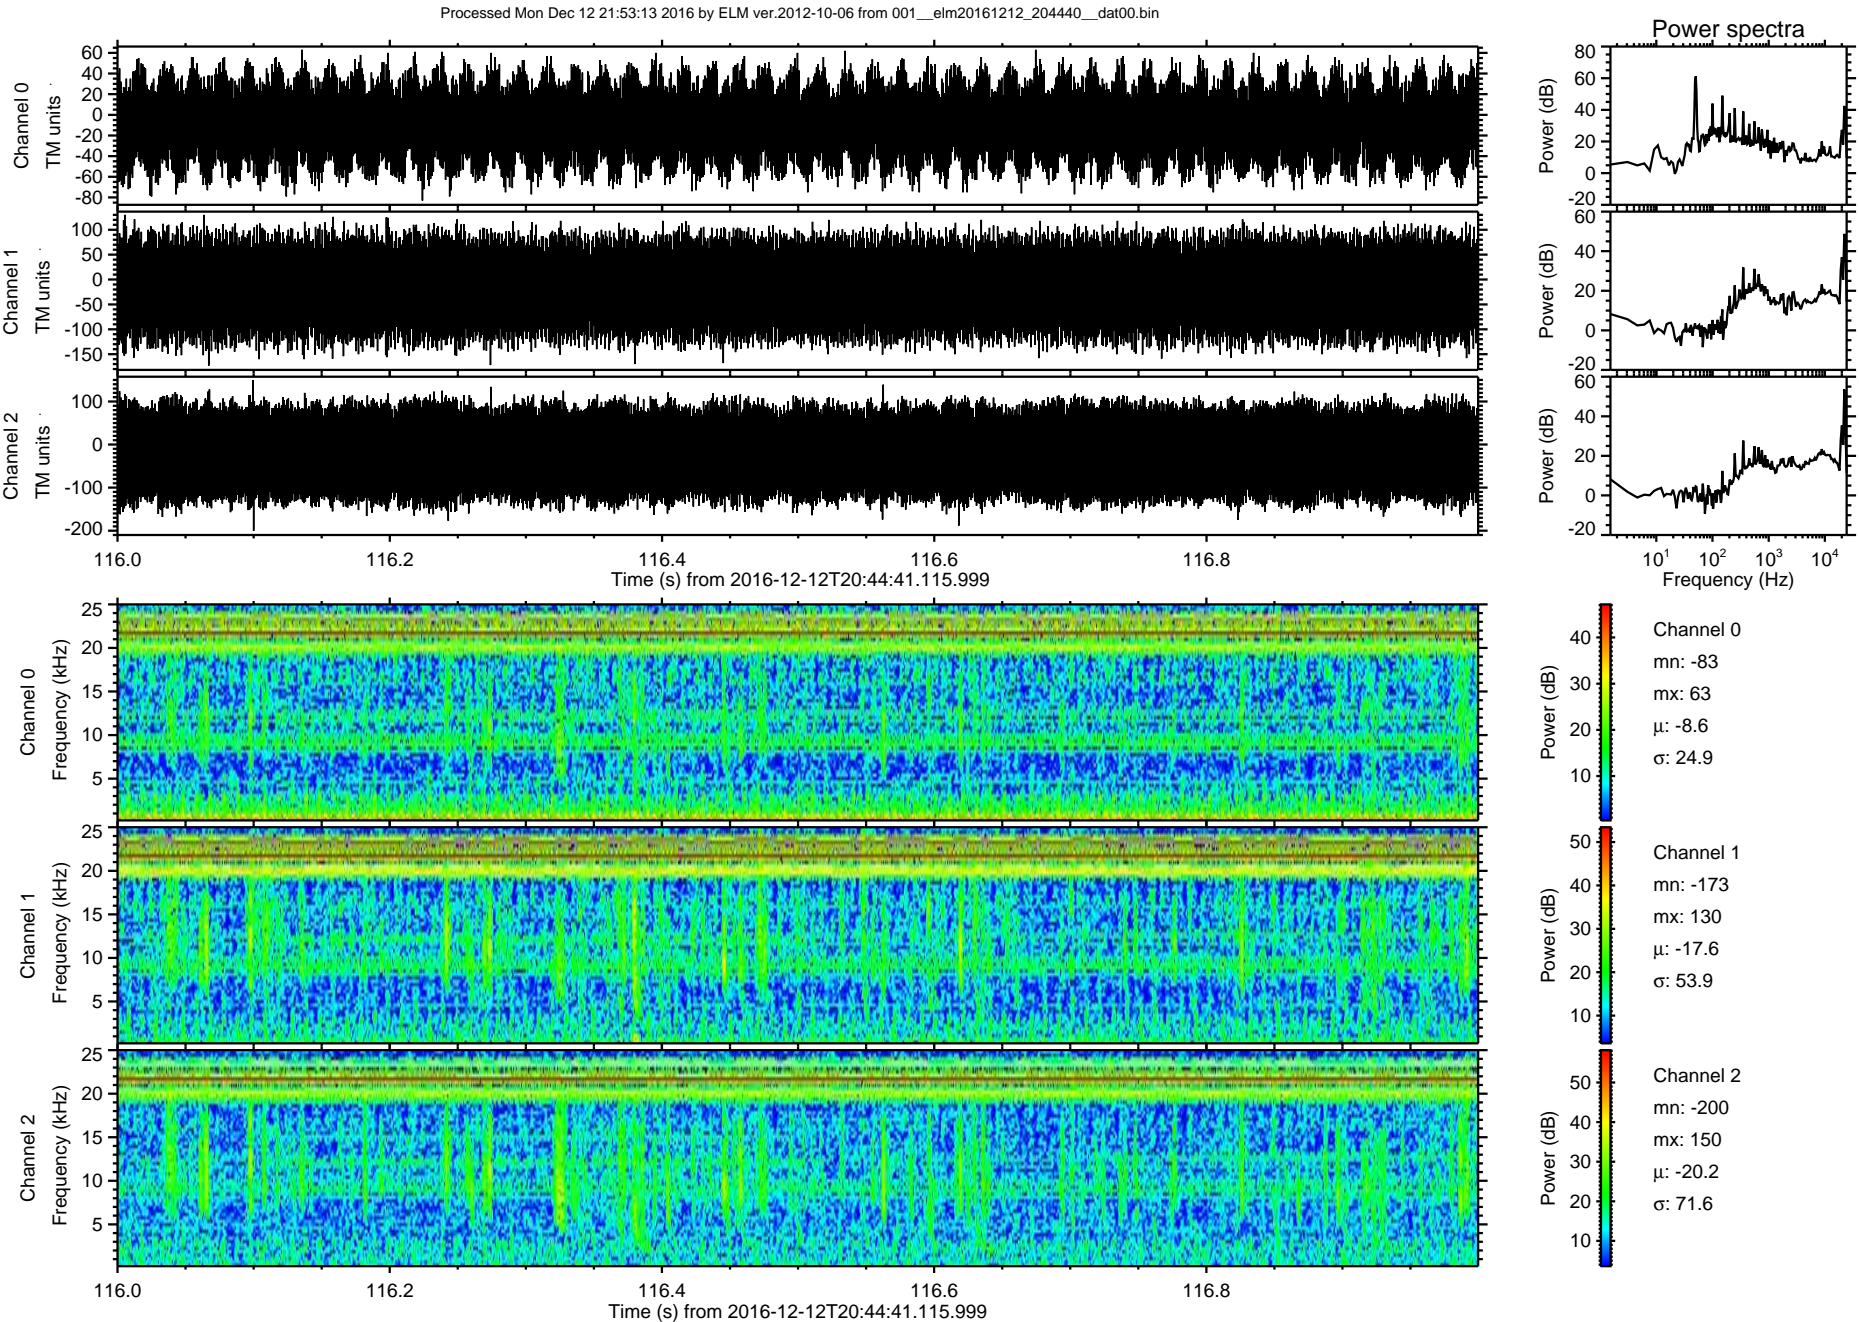 Processed Mon Dec 12 21:53:13 2016 by ELM ver.2012-10-06 from 001__elm20161212_204440__dat00.bin
Power spectra
Channel 0
TM units
60
40
20
0
-20
-40
-60
-80
Power (dB)
80
60
40
20
0
-20
Channel 1
TM units
100
50
0
-50
-100
-150
Power (dB)
60
40
20
0
-20
Channel 2
TM units
100
0
-100
-200
Power (dB)
60
40
20
0
-20
116.0 116.2 116.4 116.6 116.8
Time (s) from 2016-12-12T20:44:41.115.999
10¹ 10² 10³ 10⁴
Frequency (Hz)
Channel 0
Frequency (kHz)
25
20
15
10
5
Power (dB)
40
30
20
10
Channel 0
mn: -83
mx: 63
μ: -8.6
σ: 24.9
Channel 1
Frequency (kHz)
25
20
15
10
5
Power (dB)
50
40
30
20
10
Channel 1
mn: -173
mx: 130
μ: -17.6
σ: 53.9
Channel 2
Frequency (kHz)
25
20
15
10
5
Power (dB)
50
40
30
20
10
Channel 2
mn: -200
mx: 150
μ: -20.2
σ: 71.6
116.0 116.2 116.4 116.6 116.8
Time (s) from 2016-12-12T20:44:41.115.999